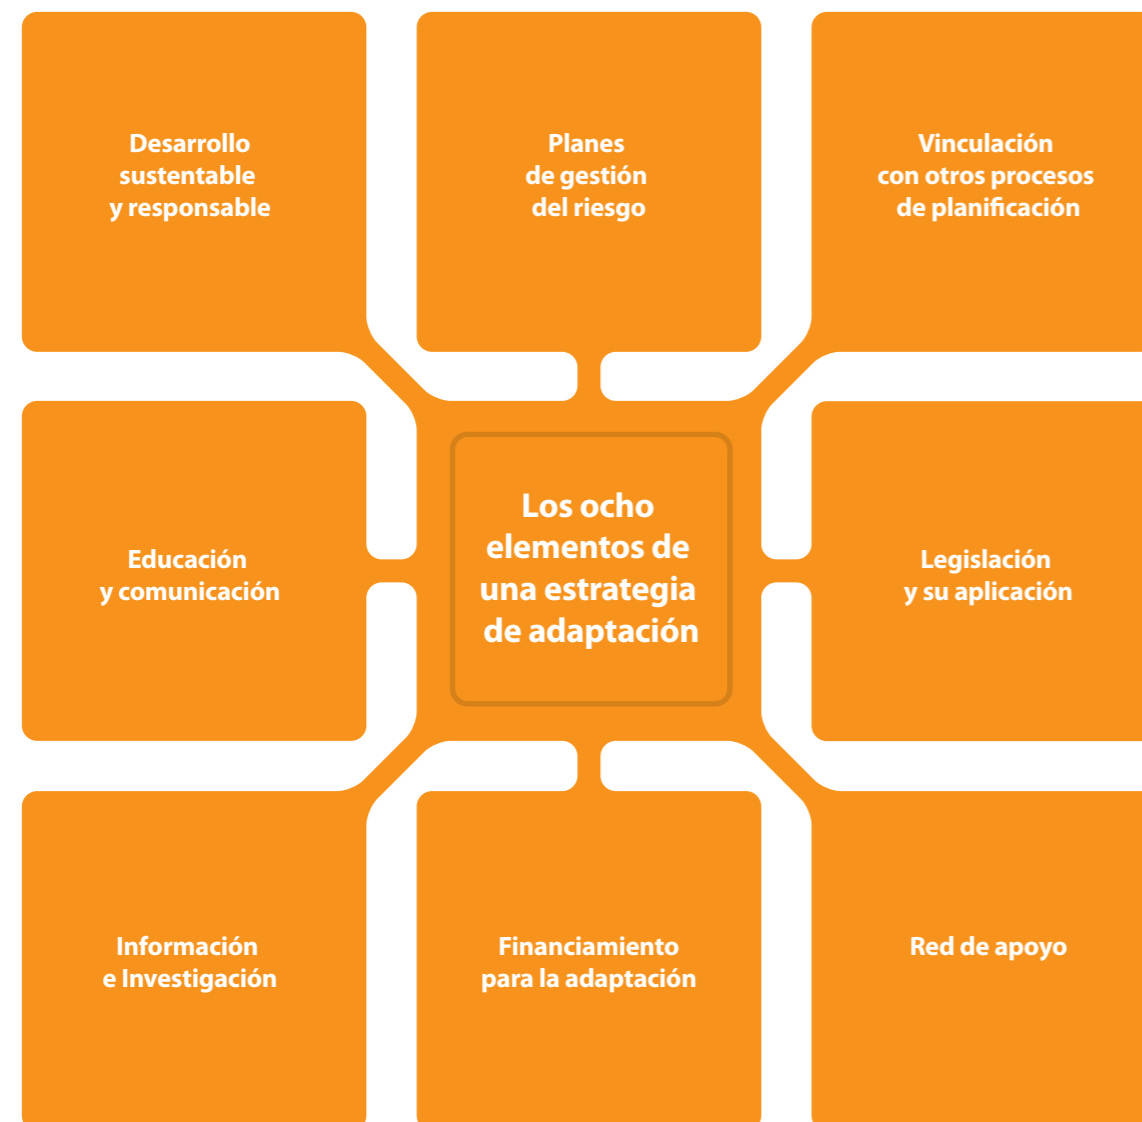 Desarrollo
sustentable
y responsable
Planes
de gestión
del riesgo
Vinculación
con otros procesos
de planificación
Educación
y comunicación
Los ocho
elementos de
una estrategia
de adaptación
Legislación
y su aplicación
Información
e Investigación
Financiamiento
para la adaptación
Red de apoyo